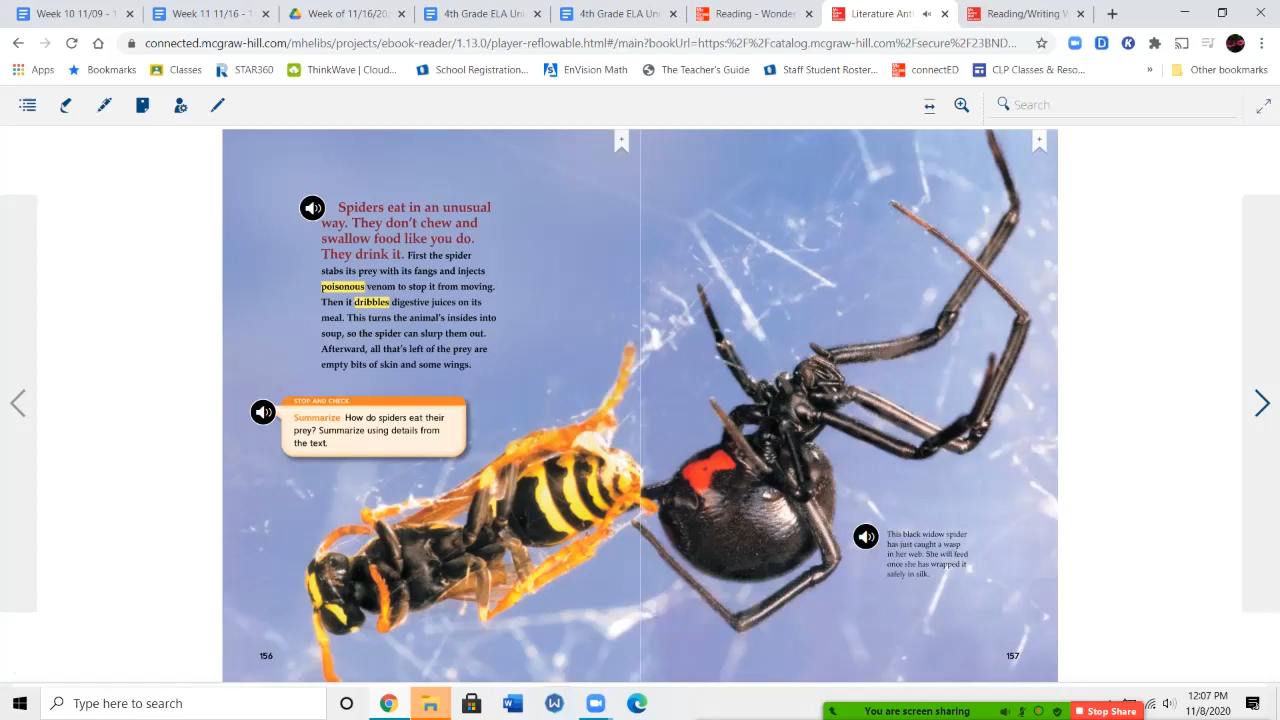 Week of 10/16 - 1
Week 10 11/16 - 1
Week of 11/16/20
4th Grade ELA Uni
4th Grade ELA Uni
Reading - Wonder
Literature Anti
Reading/Writing W
connected.mcgraw-hill.com/nhelibs/projects/ebook-reader/1.13.0/player-reflowable.html#/main?bookUrl=https:%2F%2Fcatalog.mcgraw-hill.com%2Fsecure%2F23BND...
Apps
Bookmarks
Classes
STAR360
ThinkWave | Cloud...
School Registration...
EnVision Math
The Teacher's Guide
Staff Student Roster...
connectED
CLP Classes & Reso...
»
Other bookmarks
Search
Spiders eat in an unusual
way. They don't chew and
swallow food like you do.
They drink it. First the spider
stabs its prey with its fangs and injects
poisonous venom to stop it from moving.
Then it dribbles digestive juices on its
meal. This turns the animal's insides into
soup, so the spider can slurp them out.
Afterward, all that's left of the prey are
empty bits of skin and some wings.
STOP AND CHECK
Summarize How do spiders eat their
prey? Summarize using details from
the text.
This black widow spider
has just caught a wasp
in her web. She will feed
once she has wrapped it
safely in silk.
156
157
Type here to search
You are screen sharing
Stop Share
12:07 PM
11/8/2020